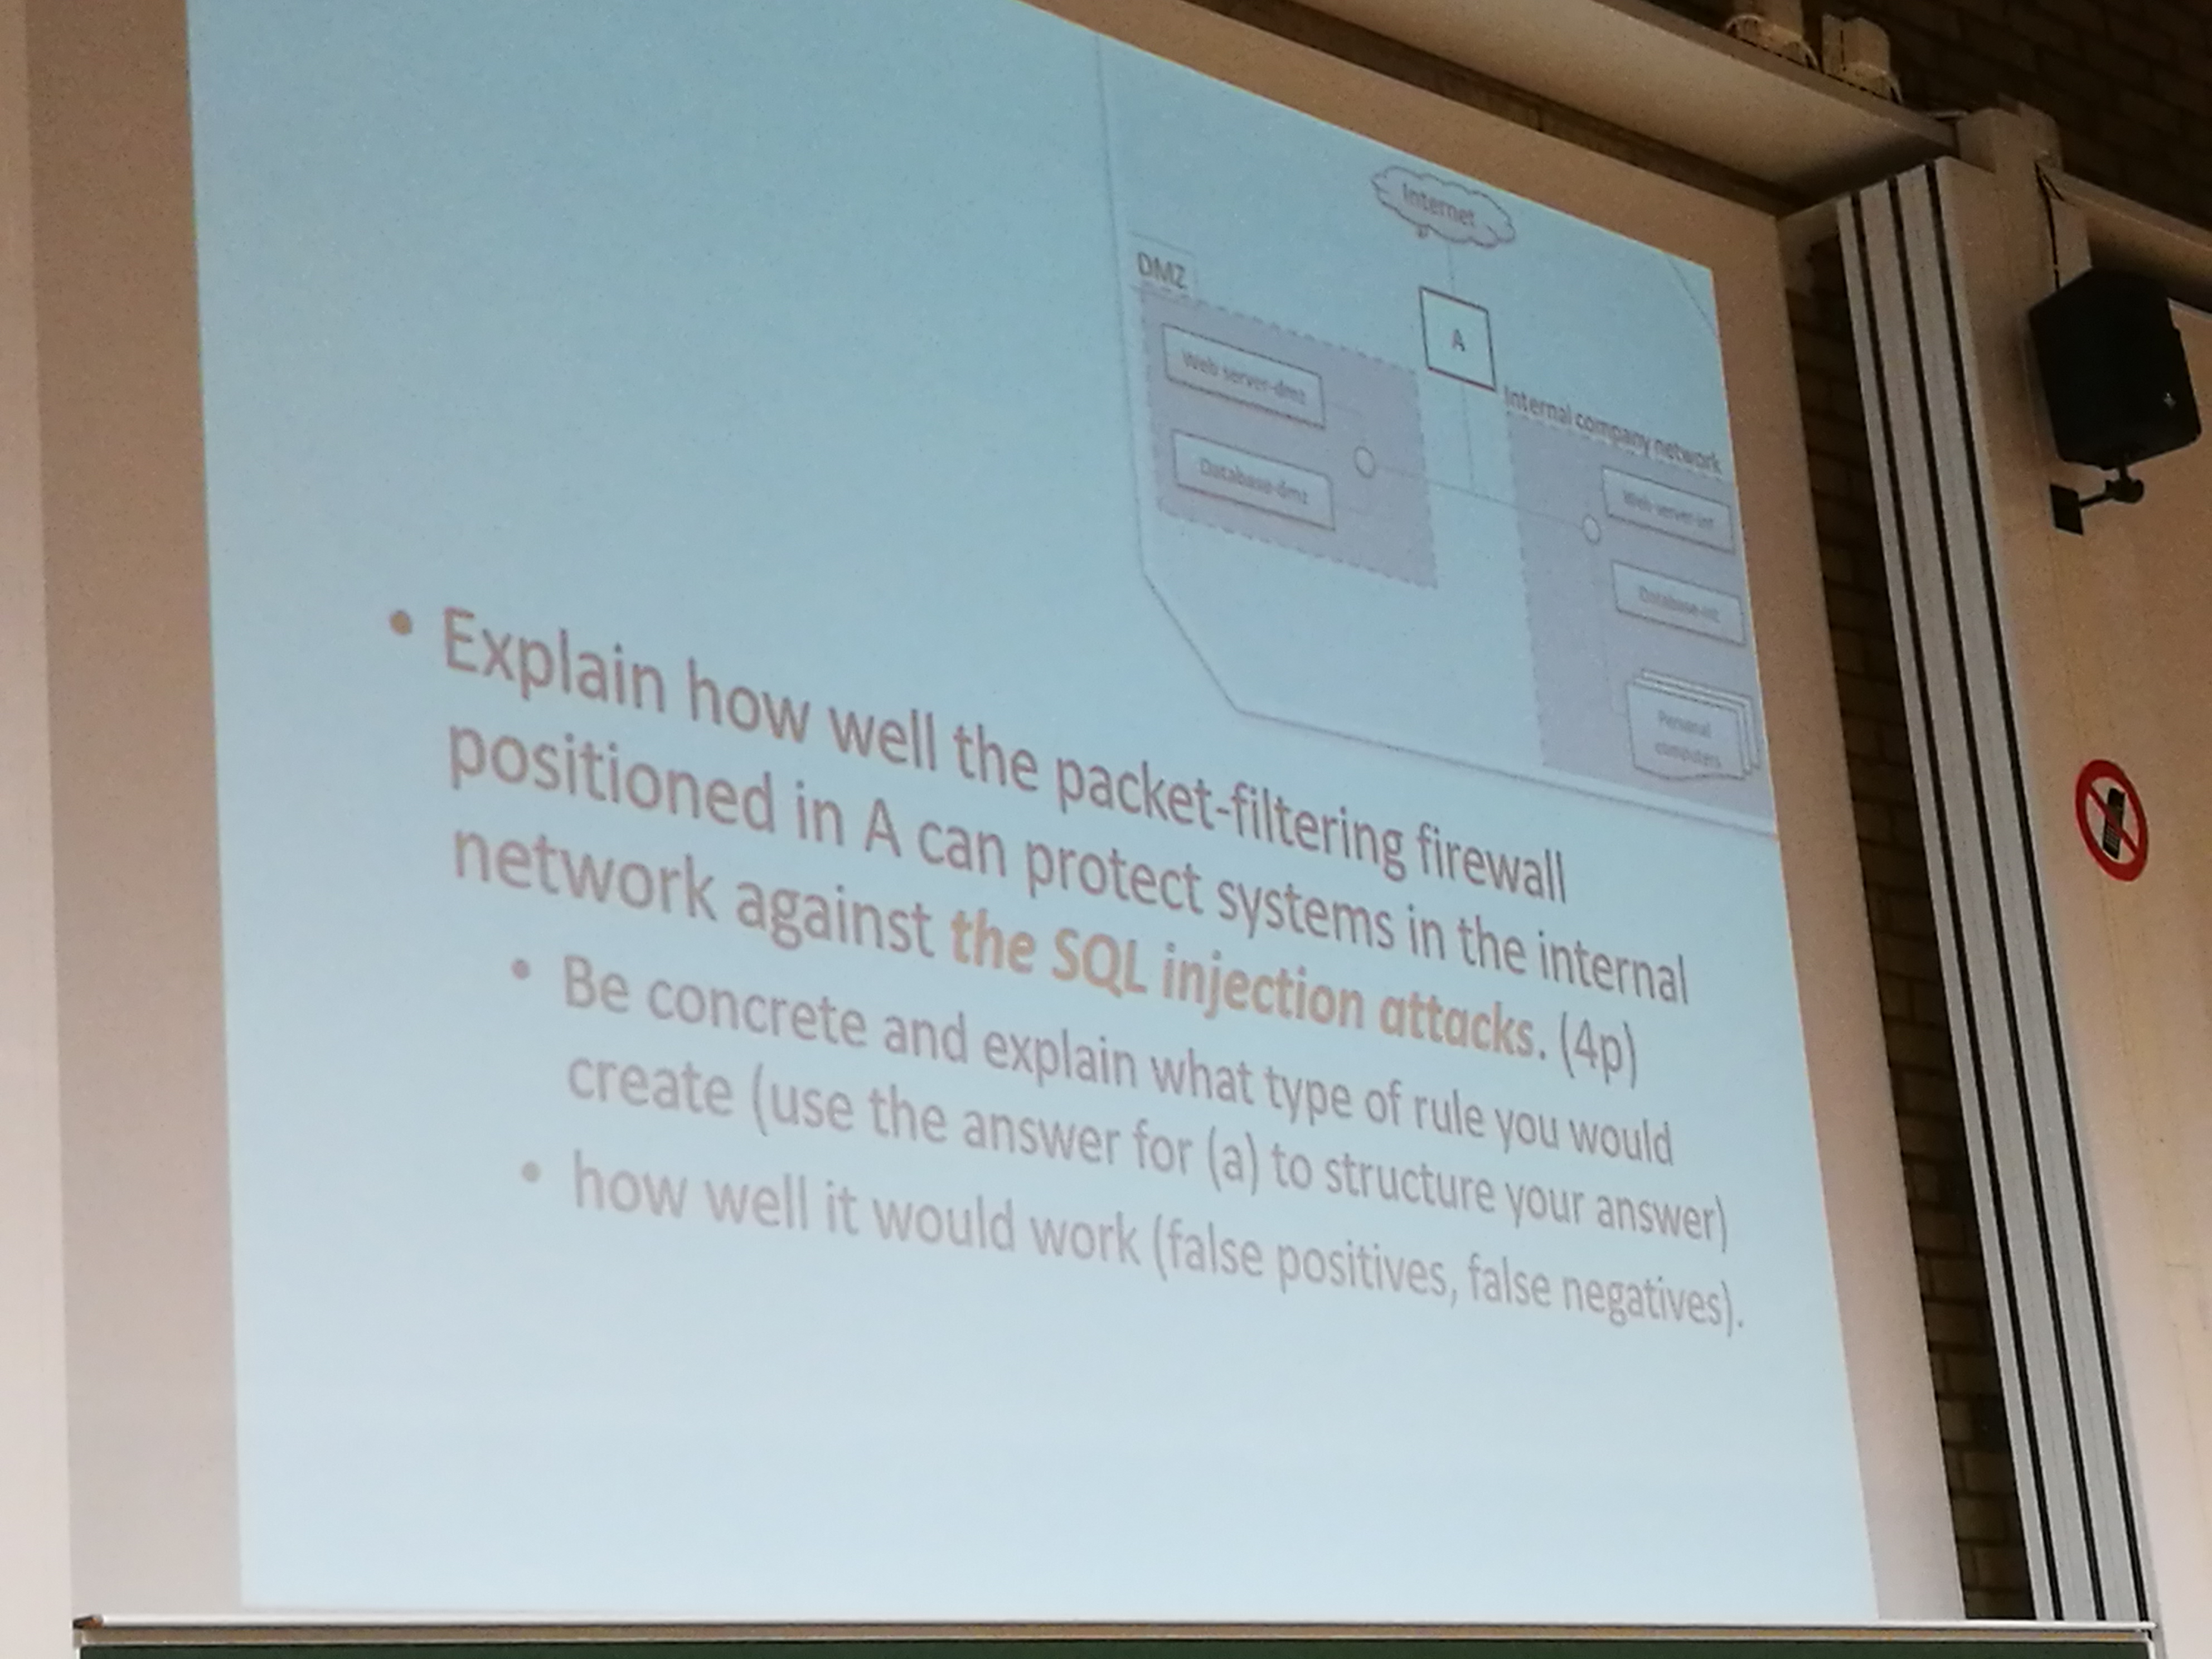 Internet
DMZ
A
Web server-dmz
Database-dmz
Internal company network
Web server-int
Database-int
Personal
computers
• Explain how well the packet-filtering firewall
positioned in A can protect systems in the internal
network against the SQL injection attacks. (4p)
• Be concrete and explain what type of rule you would
create (use the answer for (a) to structure your answer)
• how well it would work (false positives, false negatives).